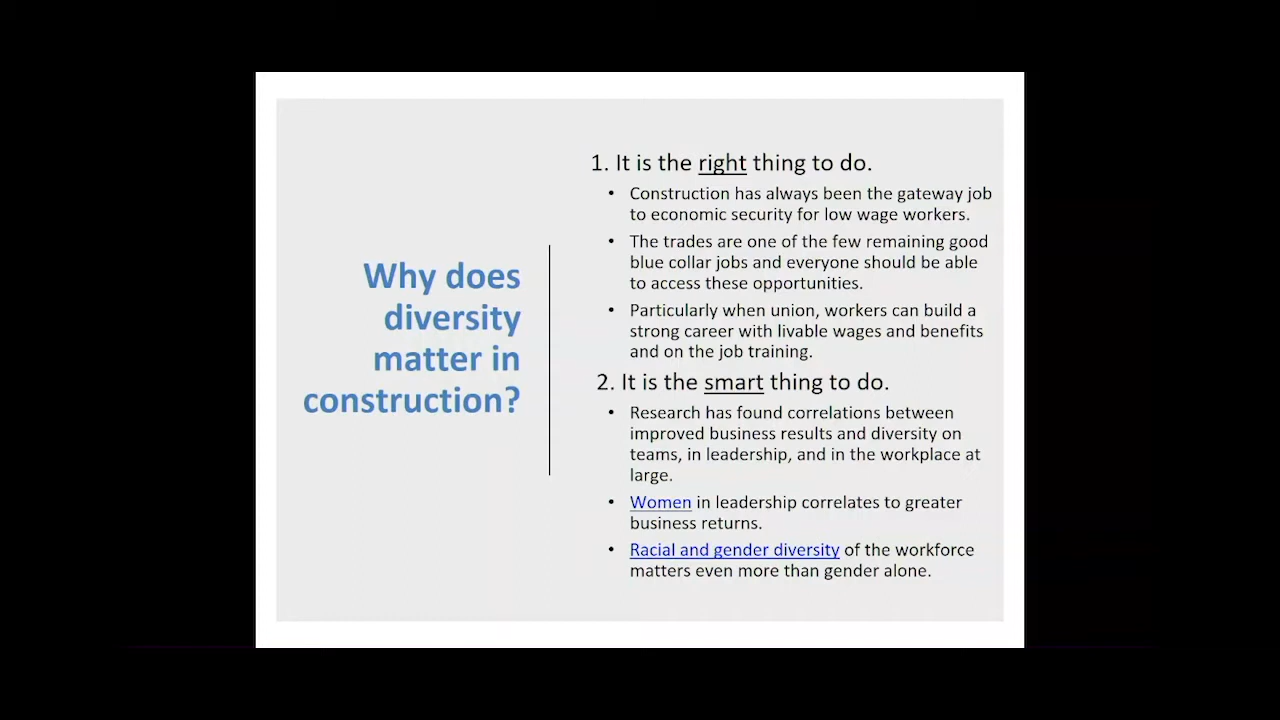 Why does
diversity
matter in
construction?
1. It is the right thing to do.
• Construction has always been the gateway job
to economic security for low wage workers.
• The trades are one of the few remaining good
blue collar jobs and everyone should be able
to access these opportunities.
• Particularly when union, workers can build a
strong career with livable wages and benefits
and on the job training.
2. It is the smart thing to do.
• Research has found correlations between
improved business results and diversity on
teams, in leadership, and in the workplace at
large.
• Women in leadership correlates to greater
business returns.
• Racial and gender diversity of the workforce
matters even more than gender alone.